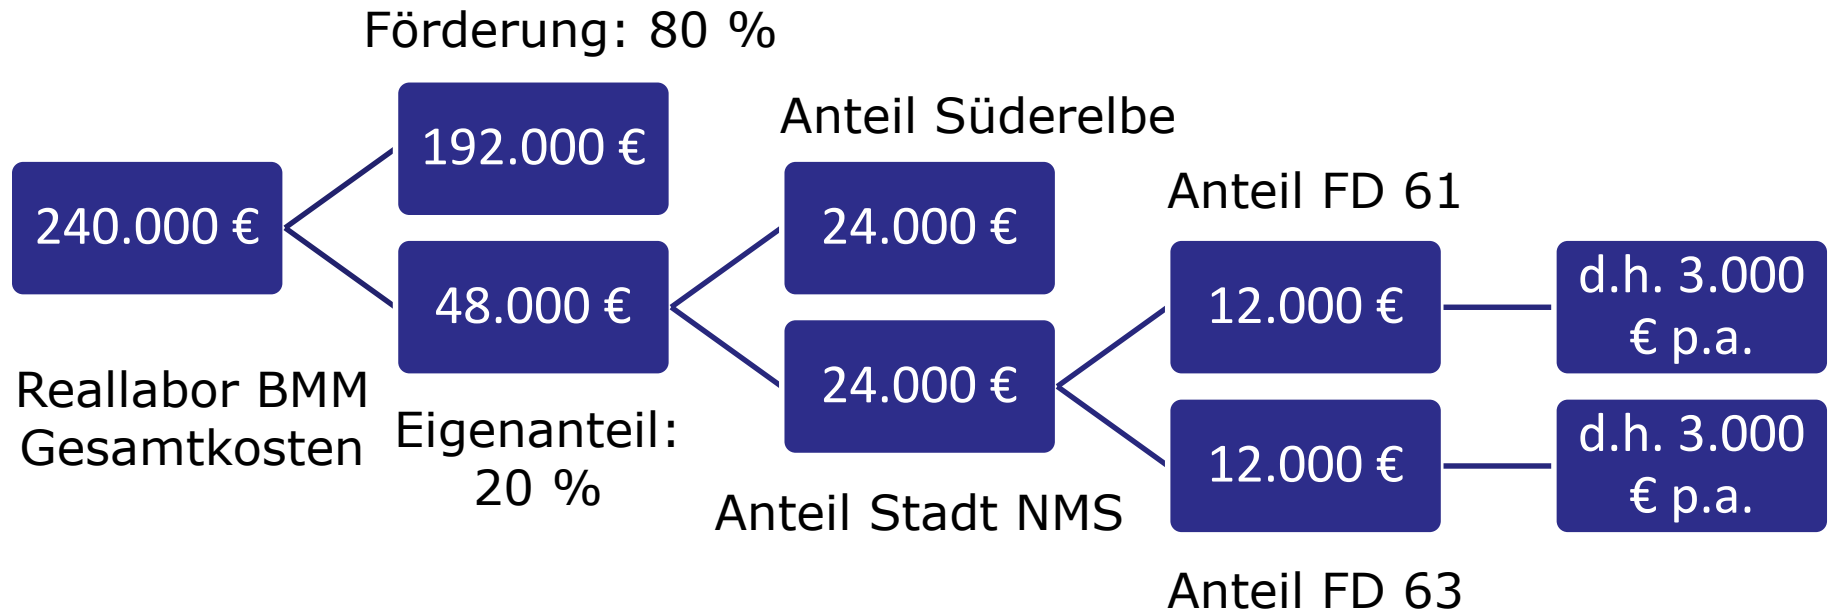 Förderung: 80 %
192.000 €
Anteil Süderelbe
240.000 €
24.000 €
Anteil FD 61
48.000 €
12.000 €
d.h. 3.000
€ p.a.
Reallabor BMM
Gesamtkosten
Eigenanteil:
20 %
24.000 €
Anteil Stadt NMS
12.000 €
d.h. 3.000
€ p.a.
Anteil FD 63